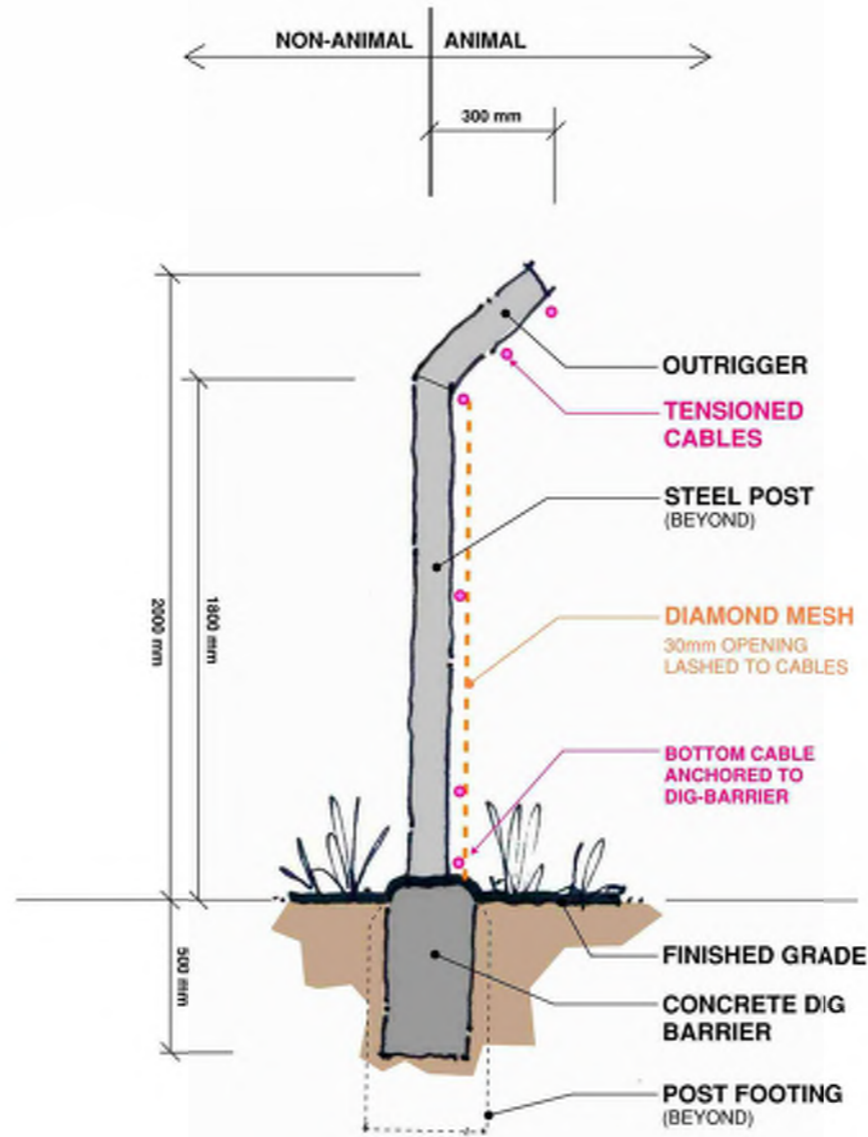 NON-ANIMAL ANIMAL
300 mm
OUTRIGGER
TENSIONED
CABLES
STEEL POST
(BEYOND)
2000 mm
1800 mm
DIAMOND MESH
30mm OPENING
LASHED TO CABLES
BOTTOM CABLE
ANCHORED TO
DIG-BARRIER
500 mm
FINISHED GRADE
CONCRETE DIG
BARRIER
POST FOOTING
(BEYOND)